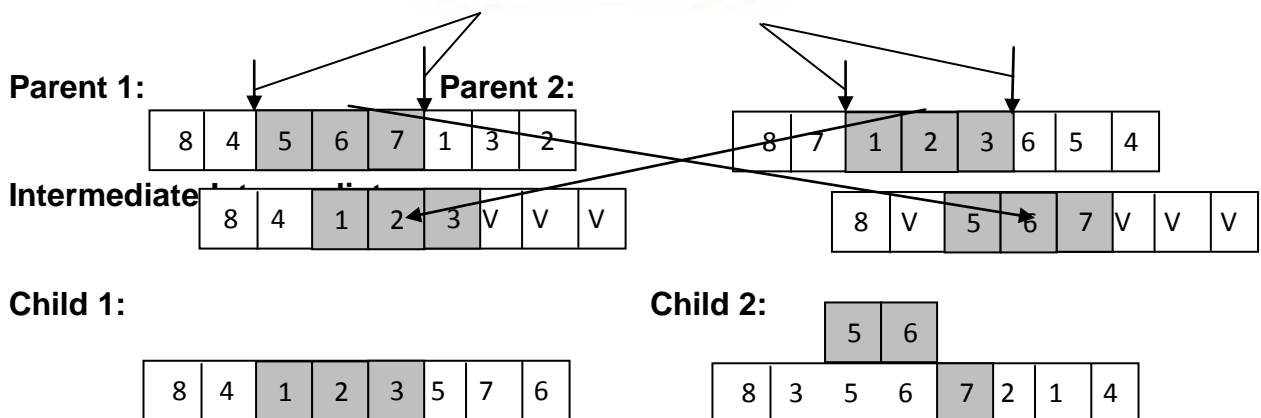 Parent 1: Parent 2:
8 4 5 6 7 1 3 2 8 7 1 2 3 6 5 4
Intermediate
8 4 1 2 3 V V V 8 V 5 6 7 V V V
Child 1: Child 2:
5 6
8 4 1 2 3 5 7 6 8 3 5 6 7 2 1 4